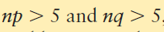 np > 5 and nq > 5,